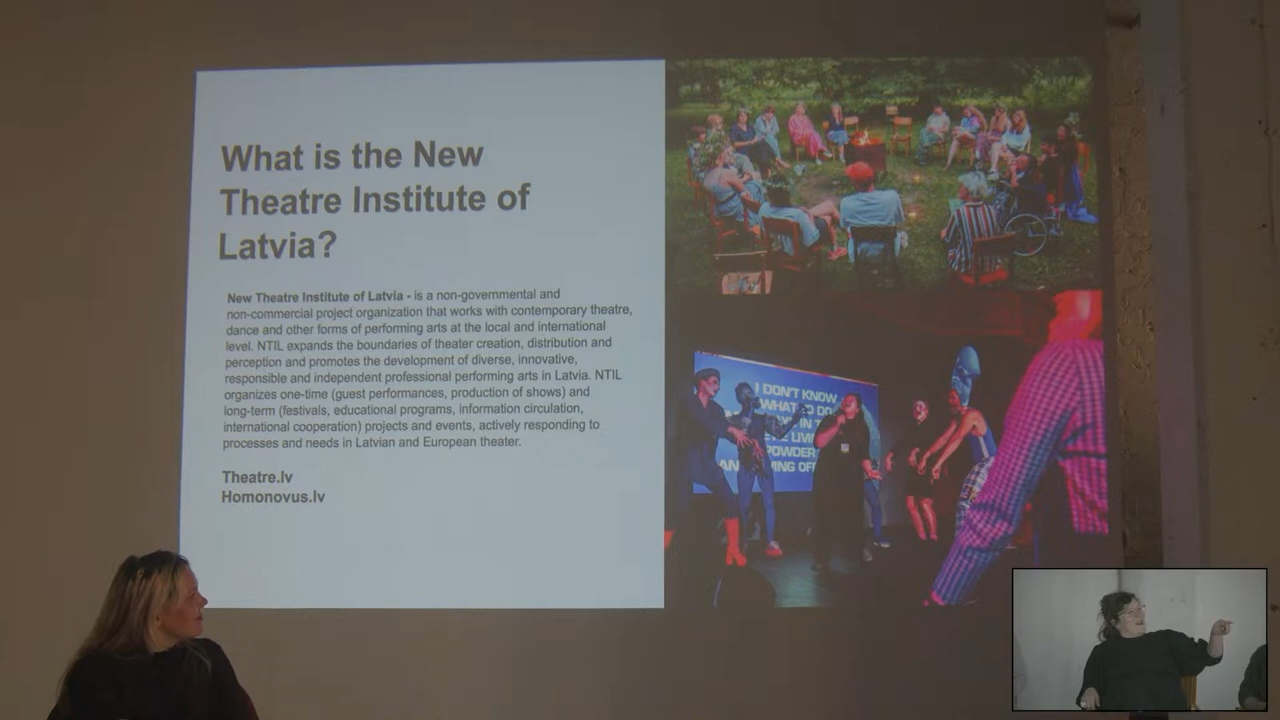 What is the New
Theatre Institute of
Latvia?
New Theatre Institute of Latvia - is a non-governmental and
non-commercial project organization that works with contemporary theatre,
dance and other forms of performing arts at the local and international
level. NTIL expands the boundaries of theater creation, distribution and
perception and promotes the development of diverse, innovative,
responsible and independent professional performing arts in Latvia. NTIL
organizes one-time (guest performances, production of shows) and
long-term (festivals, educational programs, information circulation,
international cooperation) projects and events, actively responding to
processes and needs in Latvian and European theater.
Theatre.lv
Homonovus.lv
I DON'T KNOW
WHAT TO DO
IN
POWDER